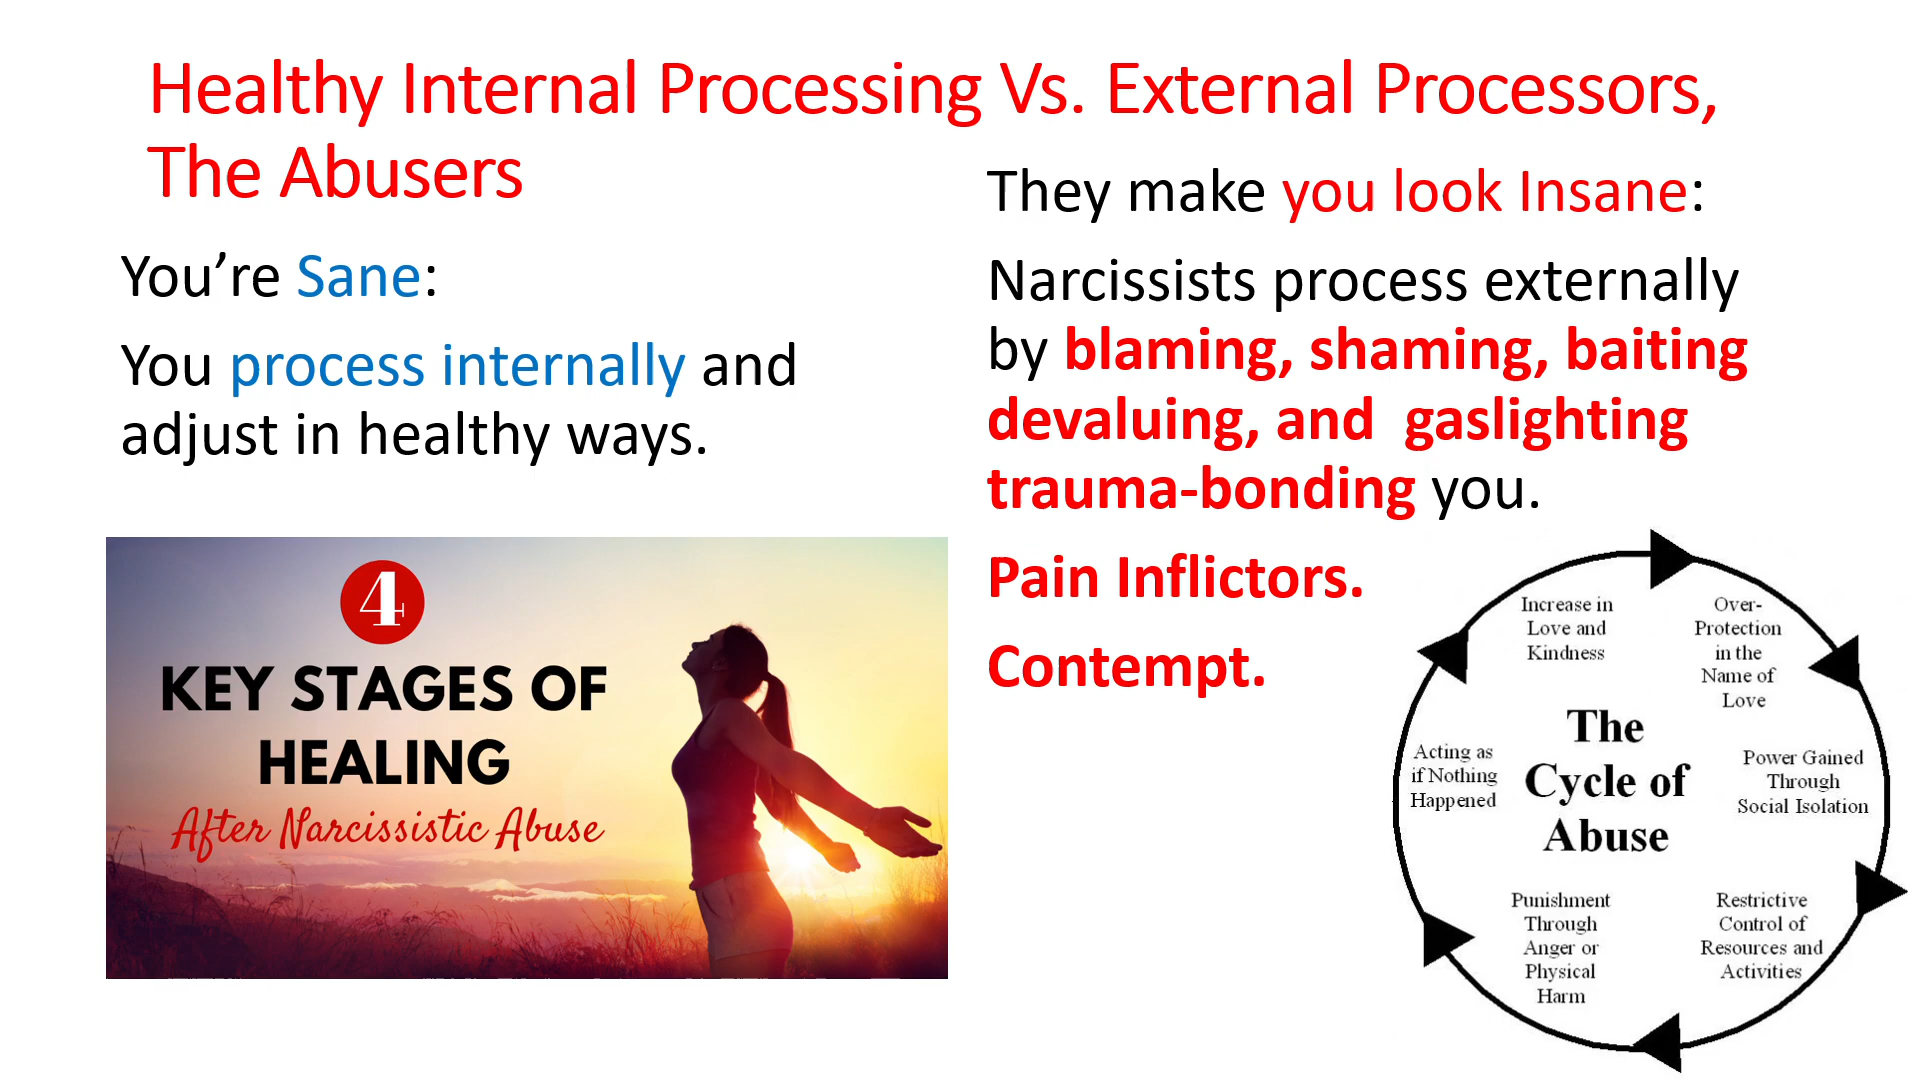 Healthy Internal Processing Vs. External Processors,
The Abusers
You’re Sane:
You process internally and
adjust in healthy ways.
4
KEY STAGES OF
HEALING
After Narcissistic Abuse
They make you look Insane:
Narcissists process externally
by blaming, shaming, baiting
devaluing, and  gaslighting
trauma-bonding you.
Pain Inflictors.
Contempt.
The
Cycle of
Abuse
Increase in
Love and
Kindness
Over-
Protection
in the
Name of
Love
Power Gained
Through
Social Isolation
Restrictive
Control of
Resources and
Activities
Punishment
Through
Anger or
Physical
Harm
Acting as
if Nothing
Happened